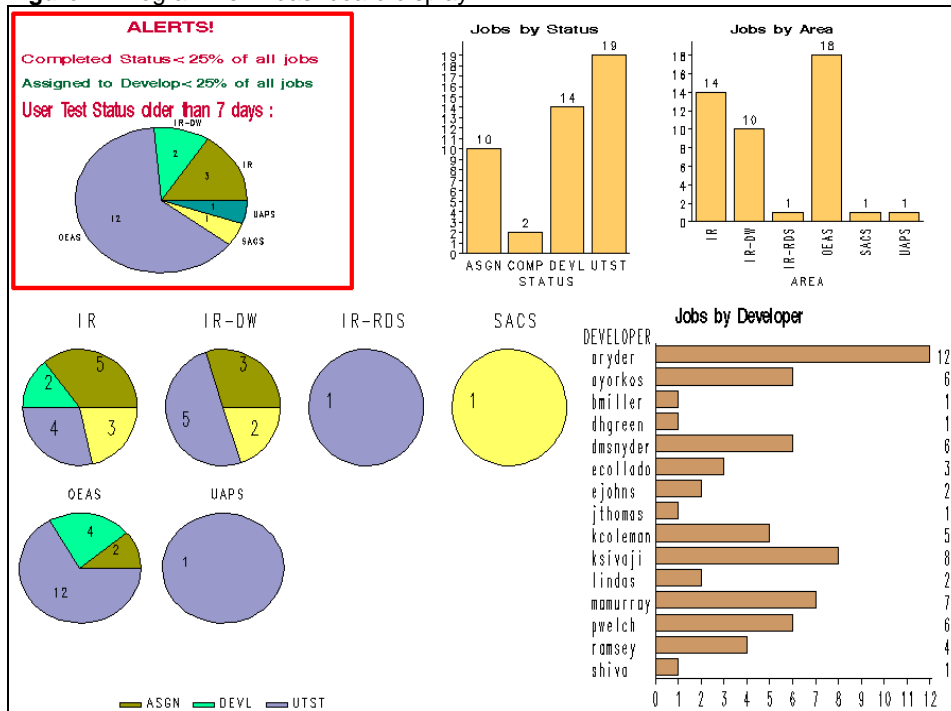 ALERTS!
Completed Status< 25% of all jobs
Assigned to Develop< 25% of all jobs
User Test Status older than 7 days :
IR-DW
2
IR
3
1
UAPS
1
SACS
12
OEAS
Jobs by Status
19
18
17
16
15
14
13
12
11
10
9
8
7
6
5
4
3
2
1
0
10
2
14
19
ASGN COMP DEVL UTST
STATUS
Jobs by Area
18
16
14
12
10
8
6
4
2
0
14
10
1
18
1
1
IR
IR-DW
IR-RDS
OEAS
SACS
UAPS
AREA
IR
5
2
4
3
IR-DW
3
5
2
IR-RDS
1
SACS
1
OEAS
4
2
12
UAPS
1
ASGN DEVL UTST
Jobs by Developer
DEVELOPER
aryder 12
ayorkos 6
bmiller 1
dhgreen 1
dmsnyder 6
ecollado 3
ejohns 2
jthomas 1
kcoleman 5
ksivaji 8
lindas 2
mamurray 7
pwelch 6
ramsey 4
shiva 1
0 1 2 3 4 5 6 7 8 9 10 11 12